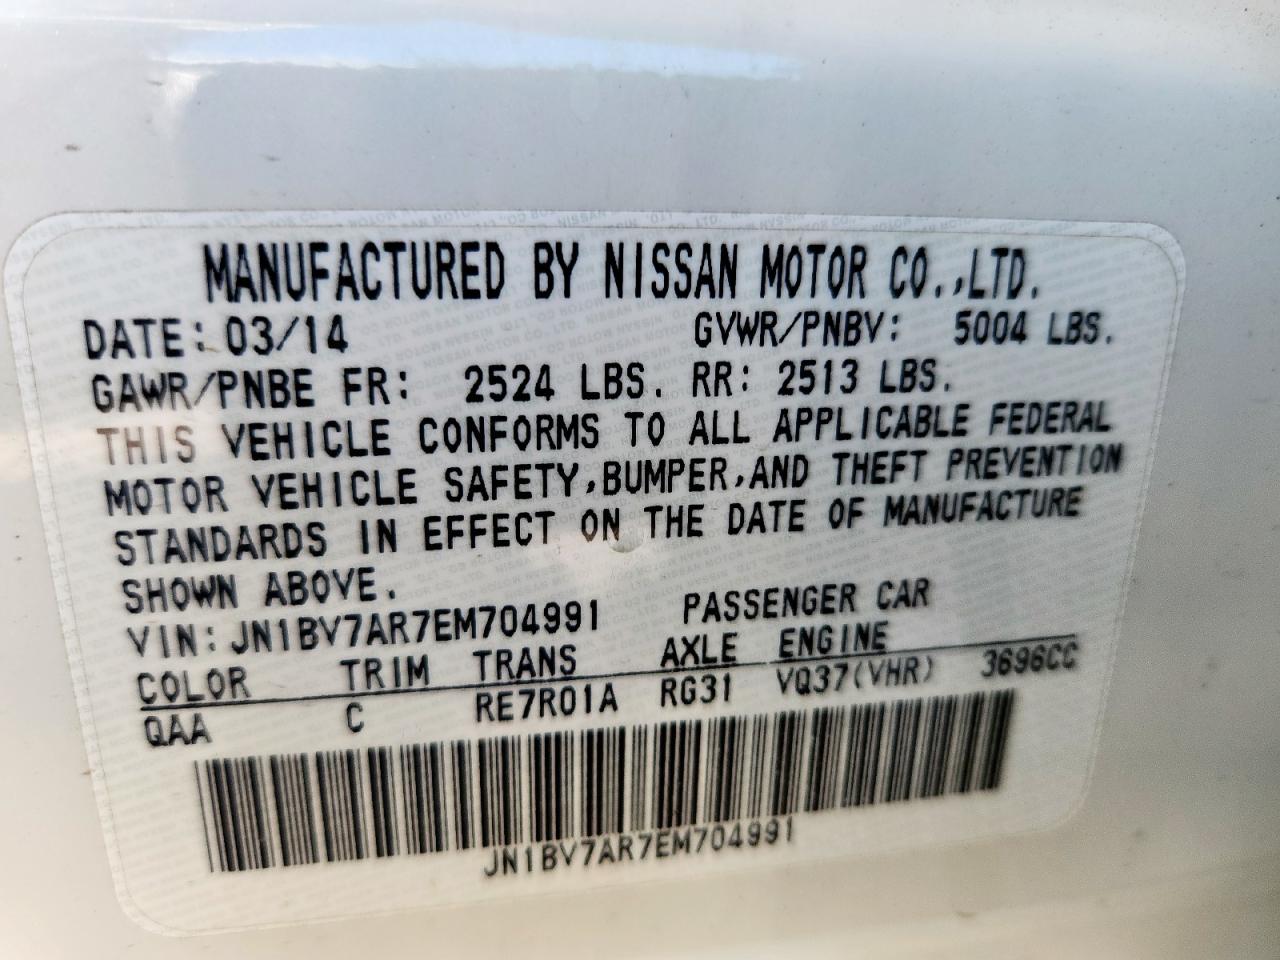 MANUFACTURED BY NISSAN MOTOR CO.,LTD.
DATE: 03/14 GVWR/PNBV: 5004 LBS.
GAWR/PNBE FR: 2524 LBS. RR: 2513 LBS.
THIS VEHICLE CONFORMS TO ALL APPLICABLE FEDERAL
MOTOR VEHICLE SAFETY,BUMPER,AND THEFT PREVENTION
STANDARDS IN EFFECT ON THE DATE OF MANUFACTURE
SHOWN ABOVE.
VIN:JN1BV7AR7EM704991 PASSENGER CAR
COLOR TRIM TRANS AXLE ENGINE
QAA C RE7R01A RG31 VQ37(VHR) 3696CC
JN1BV7AR7EM704991